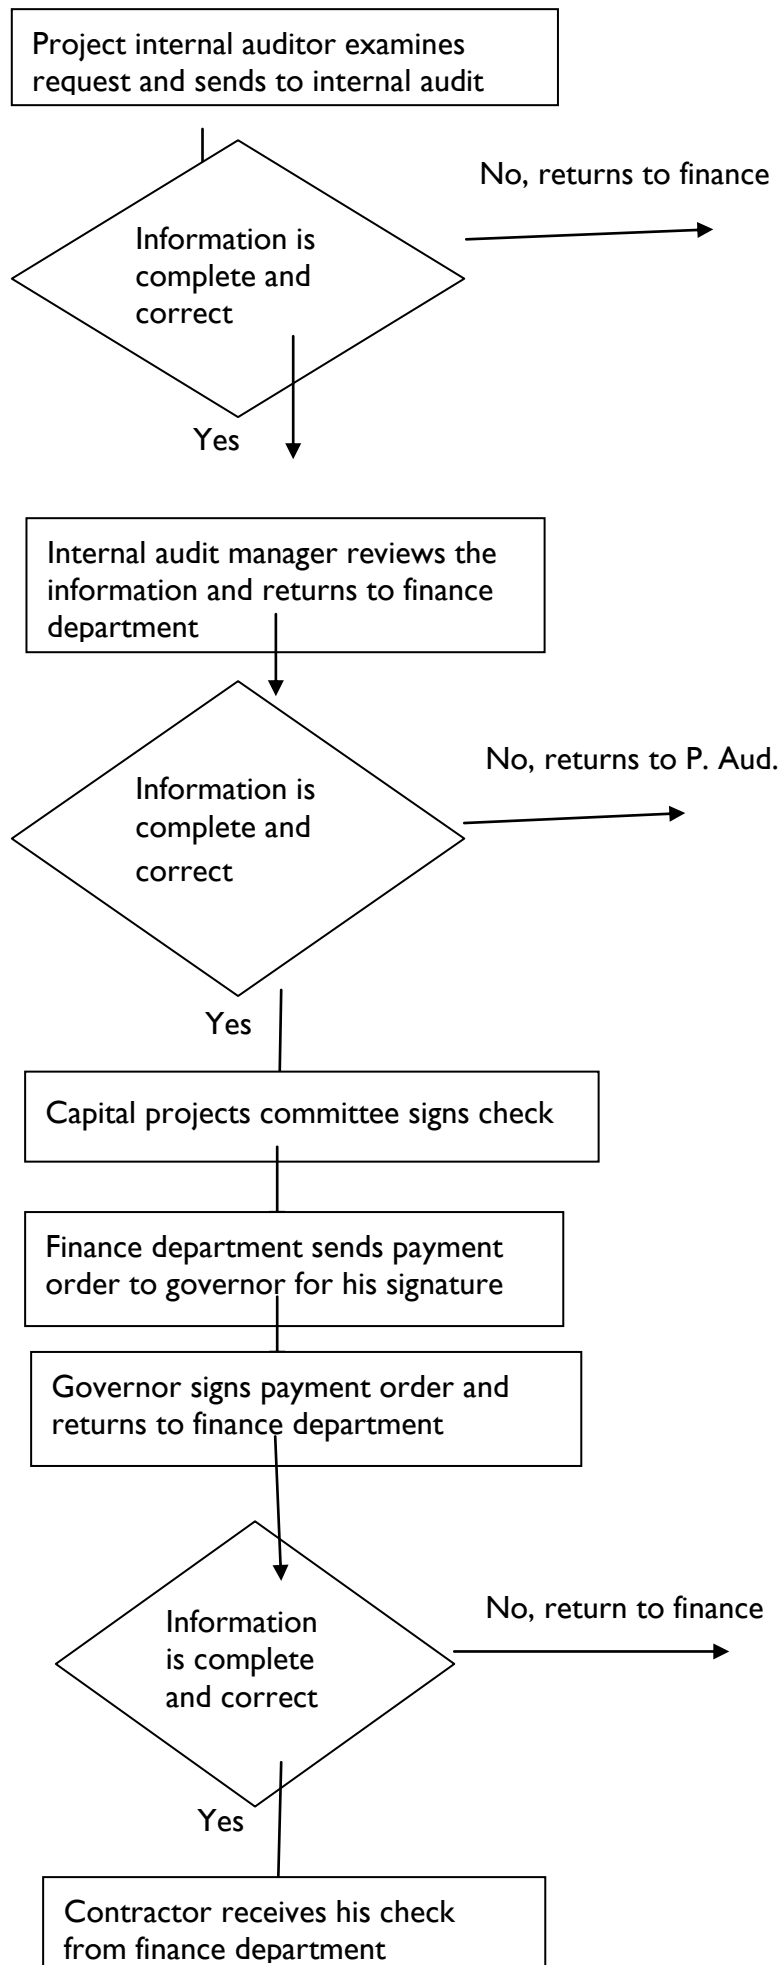 Project internal auditor examines
request and sends to internal audit
No, returns to finance
Information is
complete and
correct
Yes
Internal audit manager reviews the
information and returns to finance
department
No, returns to P. Aud.
Information is
complete and
correct
Yes
Capital projects committee signs check
Finance department sends payment
order to governor for his signature
Governor signs payment order and
returns to finance department
No, return to finance
Information
is complete
and correct
Yes
Contractor receives his check
from finance department